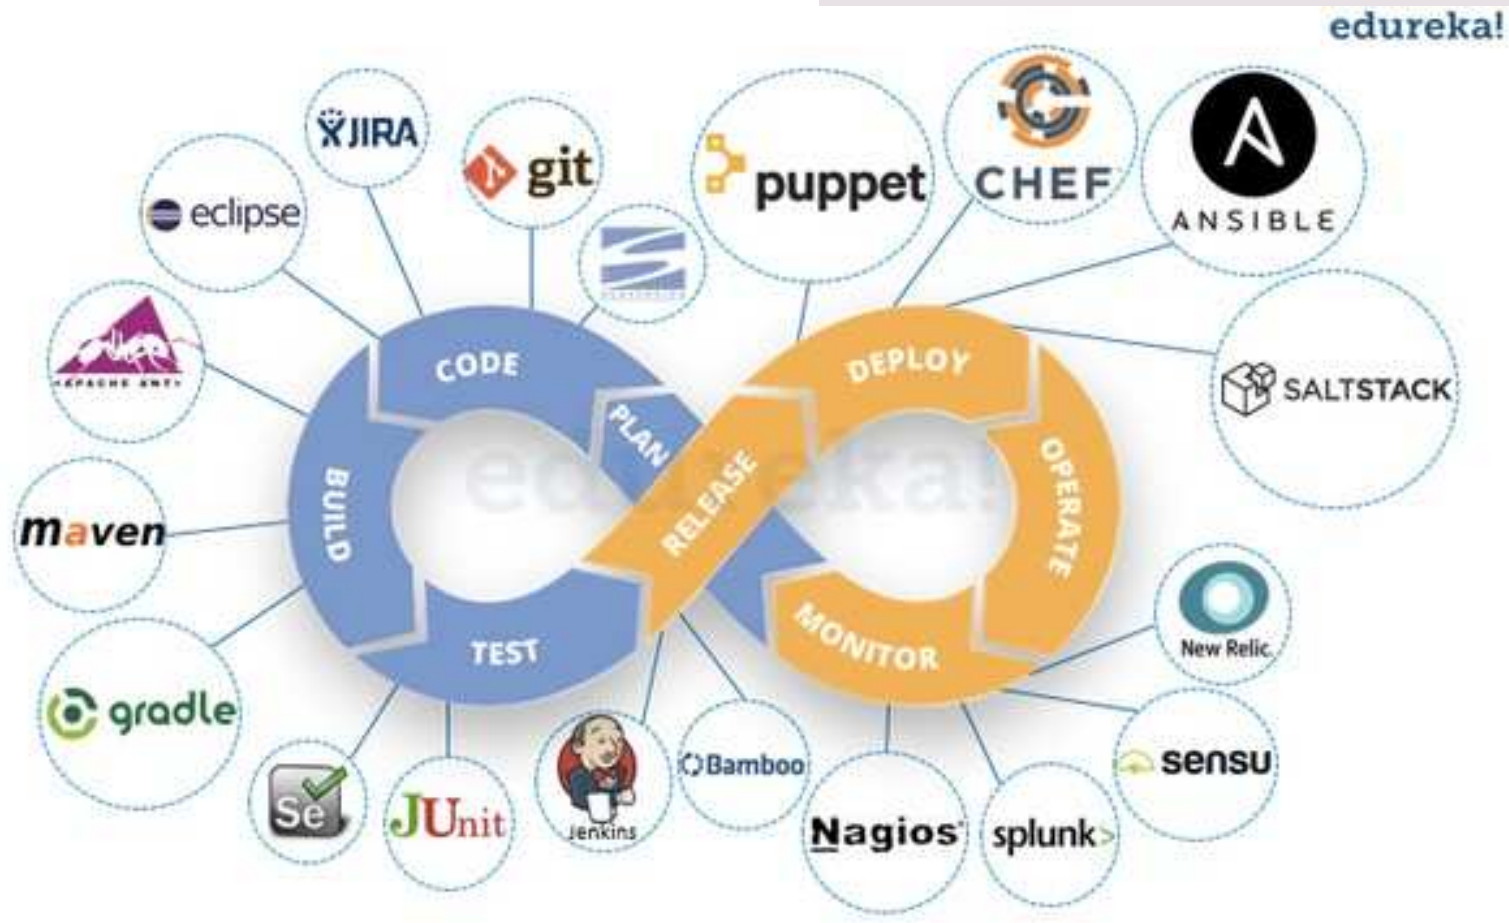 edureka!
JIRA
git
eclipse
puppet
CHEF
ANSIBLE
APACHE ANT
SALTSTACK
CODE
DEPLOY
PLAN
BUILD
edureka!
RELEASE
OPERATE
maven
TEST
MONITOR
New Relic
gradle
Se
JUnit
Jenkins
Bamboo
Nagios
splunk>
sensu